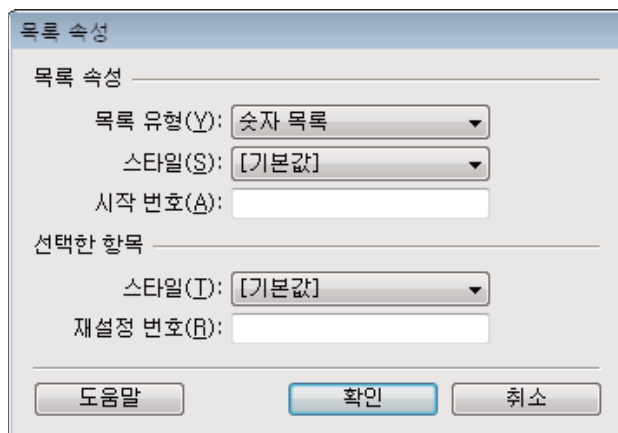 목록 속성
목록 속성
목록 유형(Y): 숫자 목록
스타일(S): [기본값]
시작 번호(A):
선택한 항목
스타일(T): [기본값]
재설정 번호(R):
도움말 확인 취소